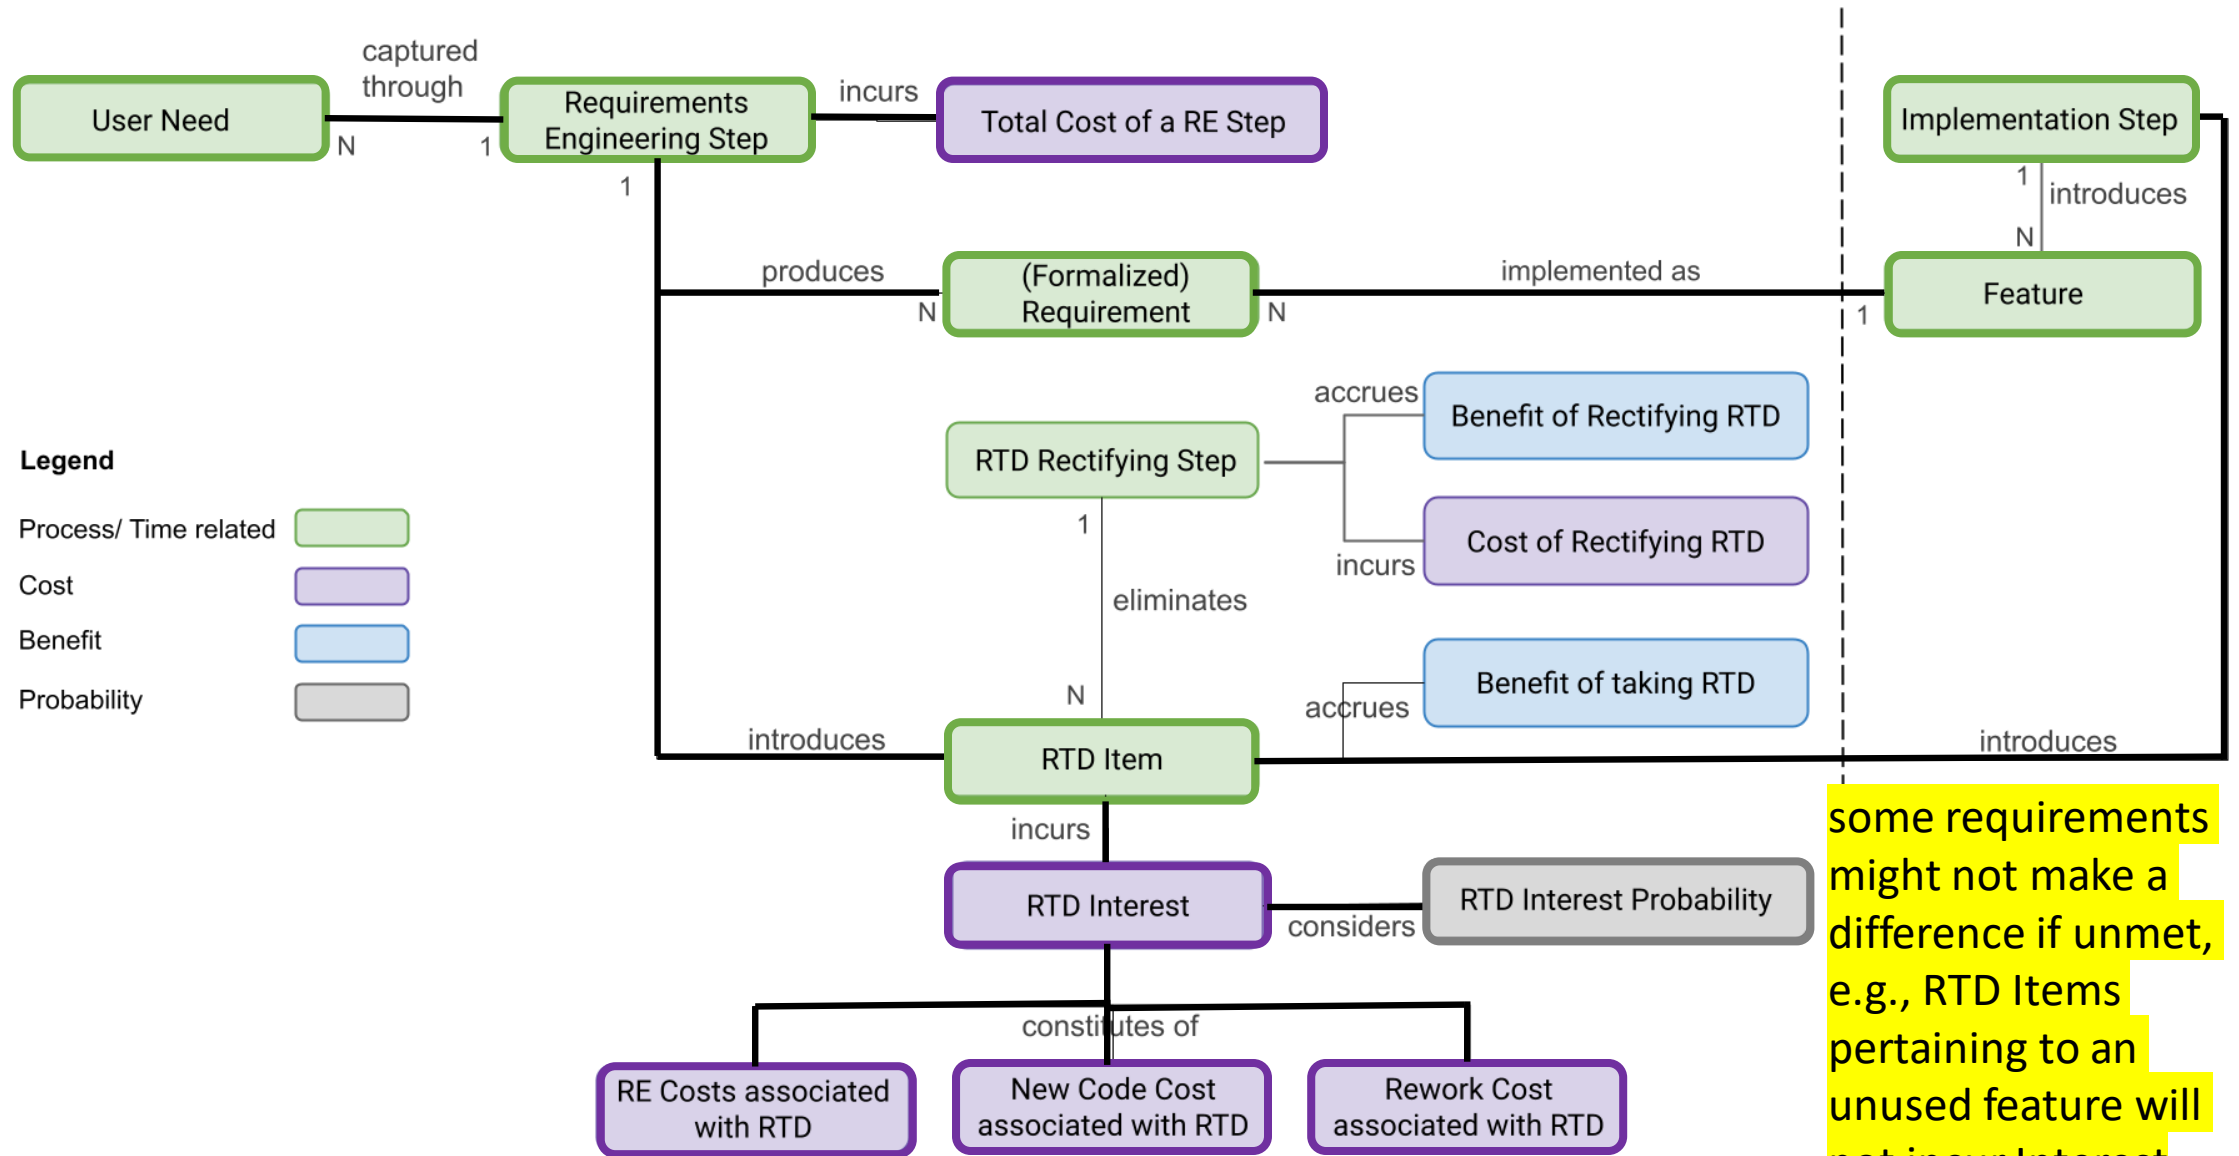 captured
through
User Need
N
1
Requirements
Engineering Step
incurs
Total Cost of a RE Step
Implementation Step
1
introduces
N
1
produces
N
(Formalized)
Requirement
N
implemented as
1
Feature
accrues
Benefit of Rectifying RTD
RTD Rectifying Step
Cost of Rectifying RTD
incurs
1
eliminates
N
Legend
Process/ Time related
Cost
Benefit
Probability
Benefit of taking RTD
accrues
introduces
RTD Item
introduces
incurs
RTD Interest
considers
RTD Interest Probability
constitutes of
RE Costs associated
with RTD
New Code Cost
associated with RTD
Rework Cost
associated with RTD
some requirements
might not make a
difference if unmet,
e.g., RTD Items
pertaining to an
unused feature will
not incur Interest